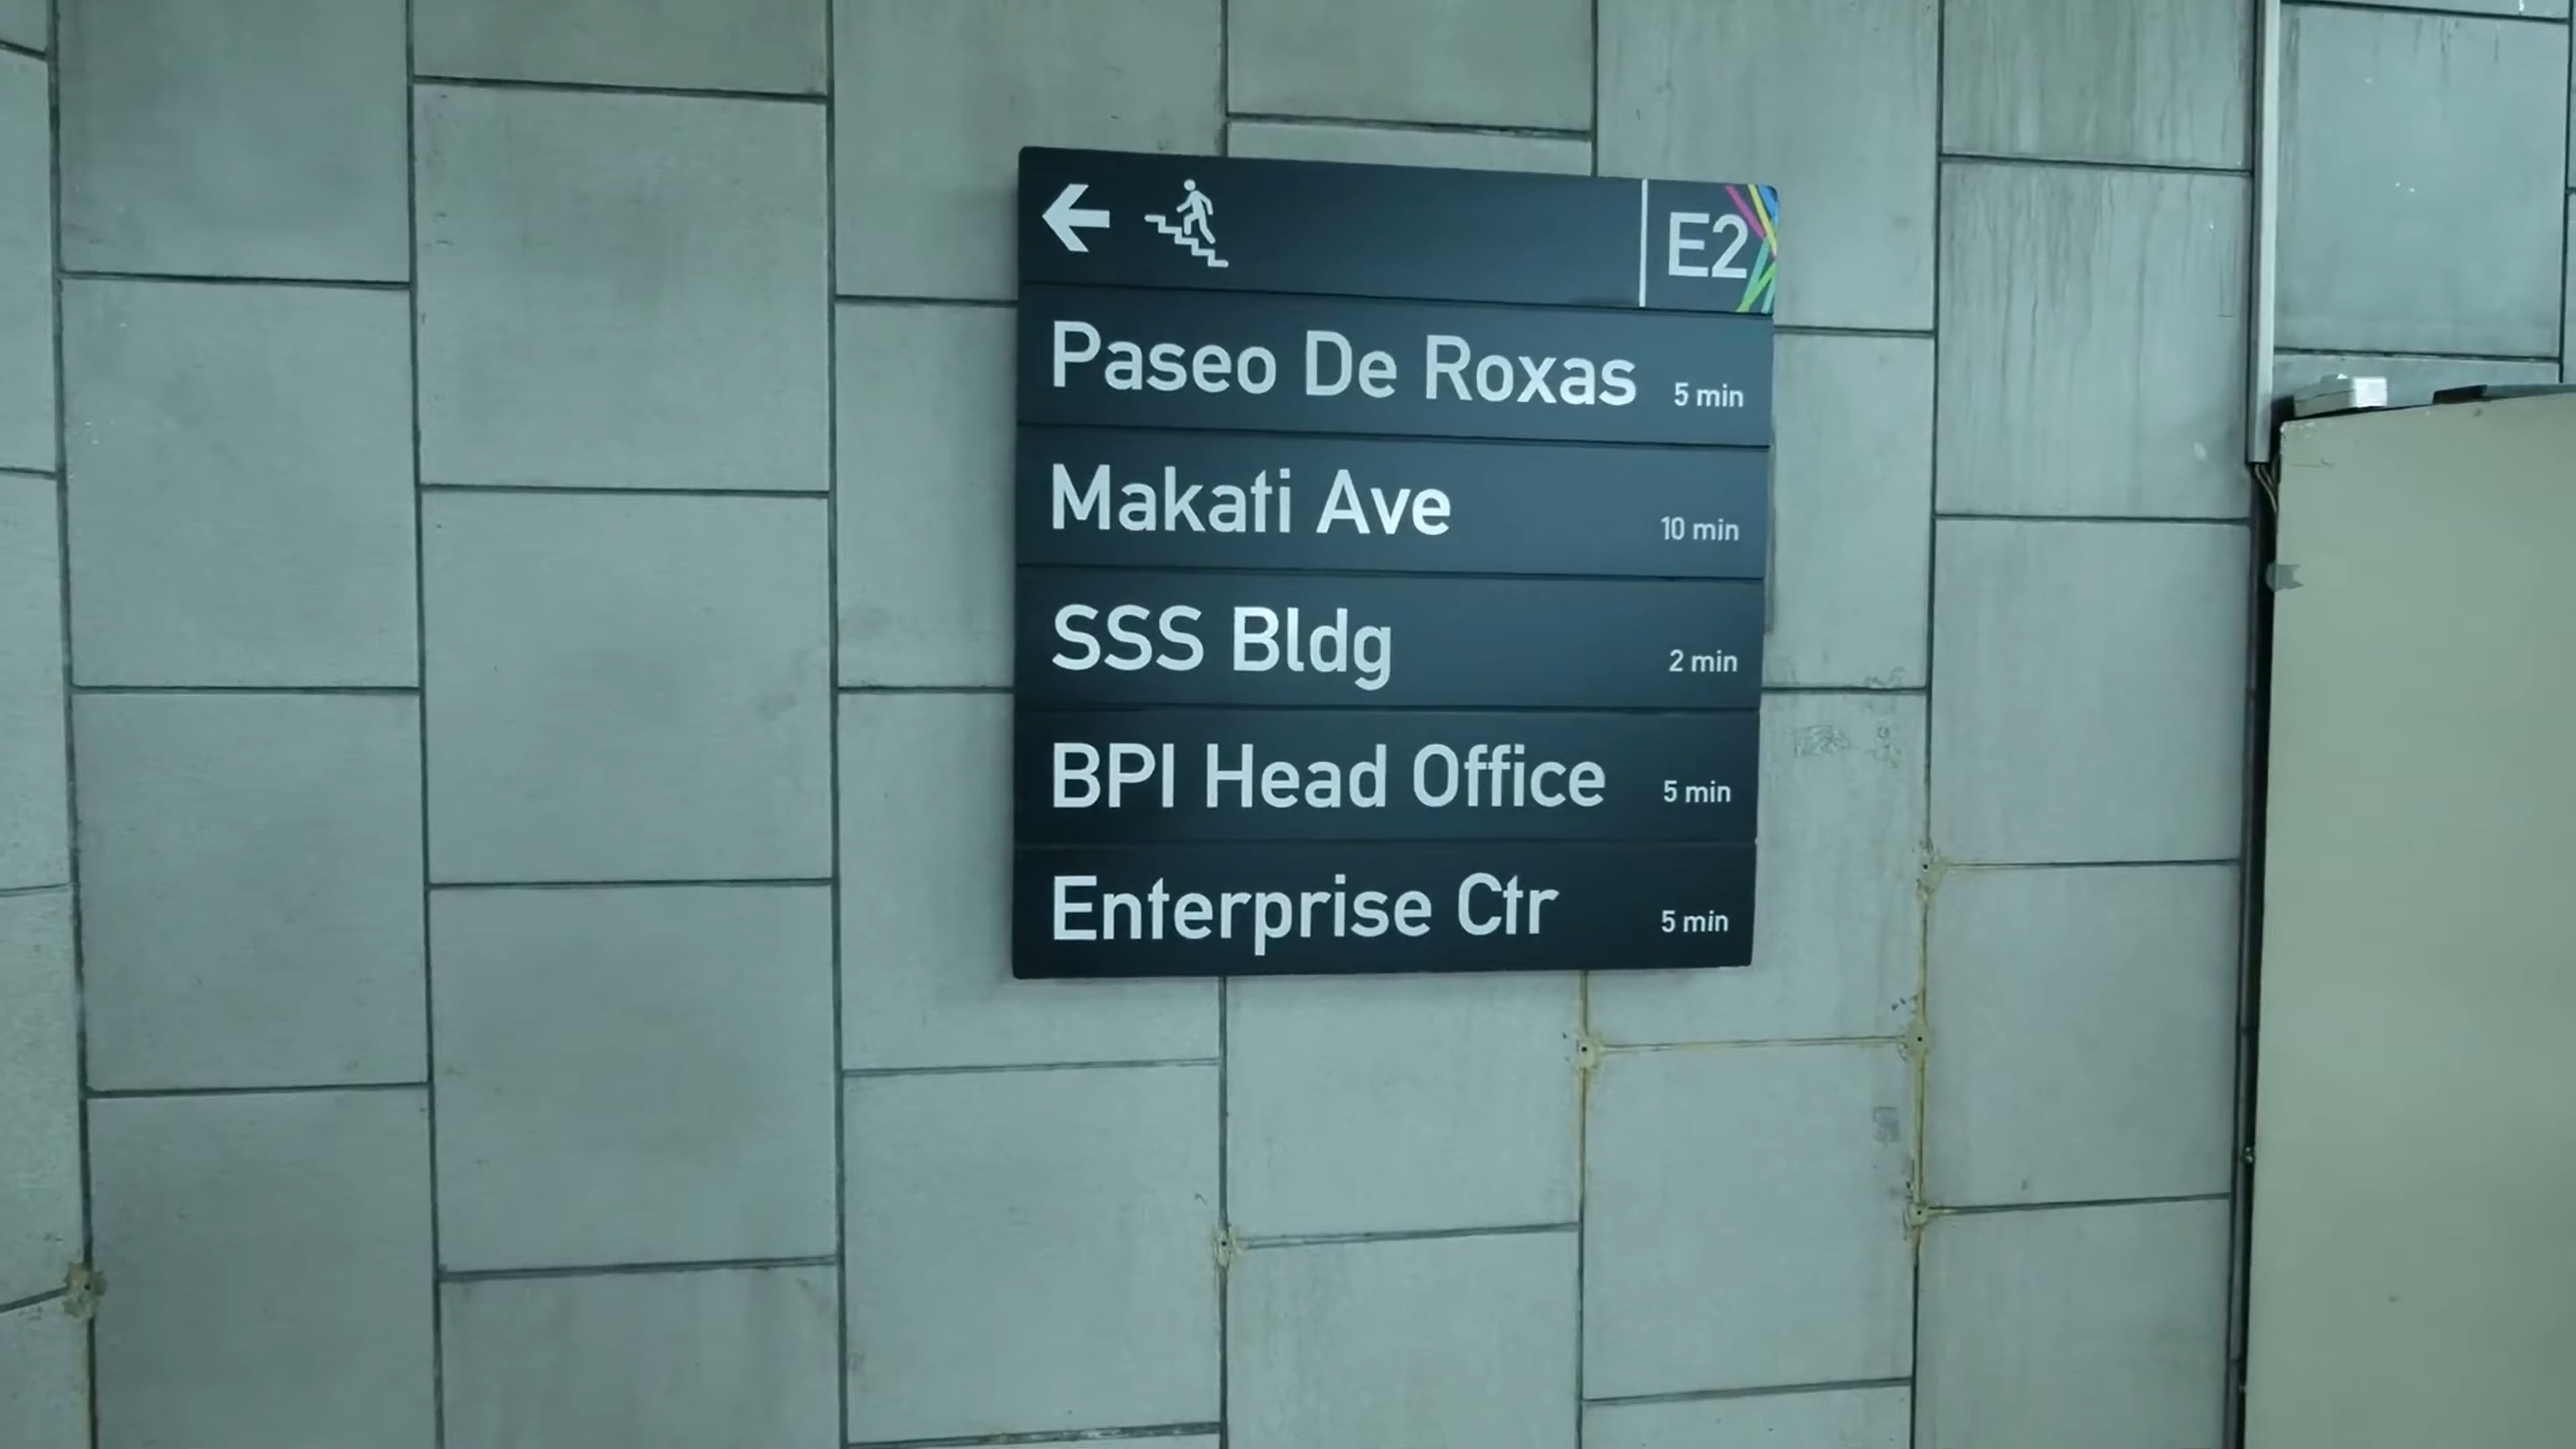 E2
Paseo De Roxas 5 min
Makati Ave 10 min
SSS Bldg 2 min
BPI Head Office 5 min
Enterprise Ctr 5 min